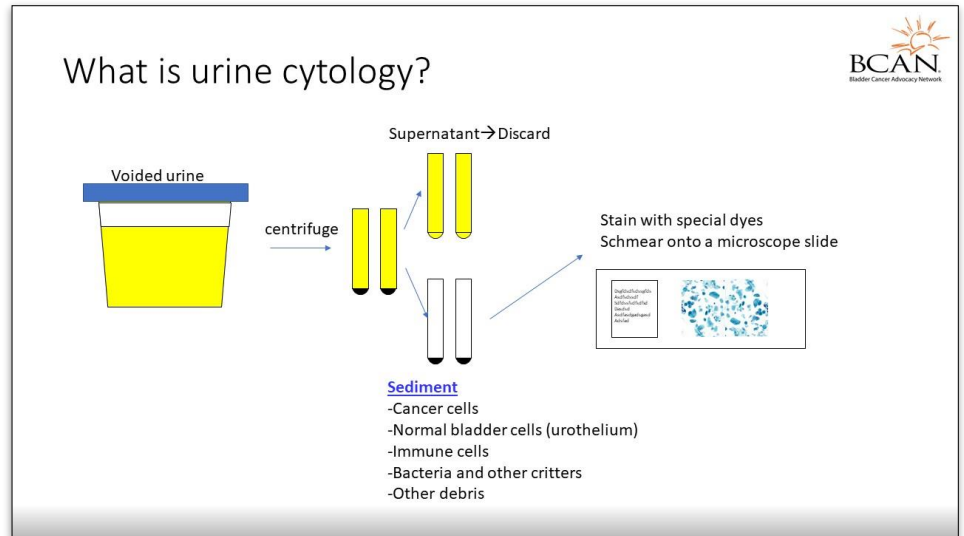 What is urine cytology?
BCAN
Bladder Cancer Advocacy Network
Supernatant→Discard
Voided urine
centrifuge
Stain with special dyes
Schmear onto a microscope slide
Sediment
-Cancer cells
-Normal bladder cells (urothelium)
-Immune cells
-Bacteria and other critters
-Other debris